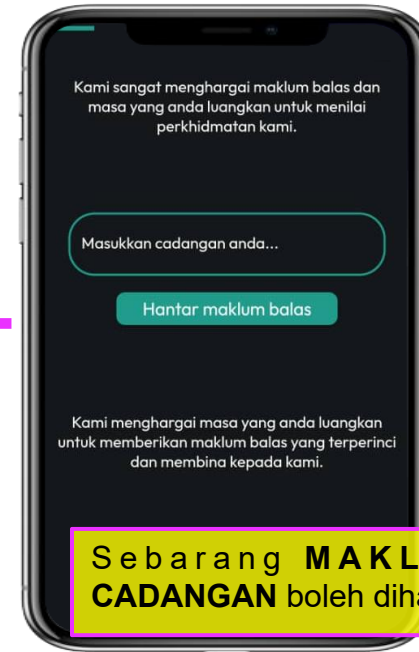 Kami sangat menghargai maklum balas dan
masa yang anda luangkan untuk menilai
perkhidmatan kami.
Masukkan cadangan anda...
Hantar maklum balas
Kami menghargai masa yang anda luangkan
untuk memberikan maklum balas yang terperinci
dan membina kepada kami.
Sebarang
CADANGAN boleh